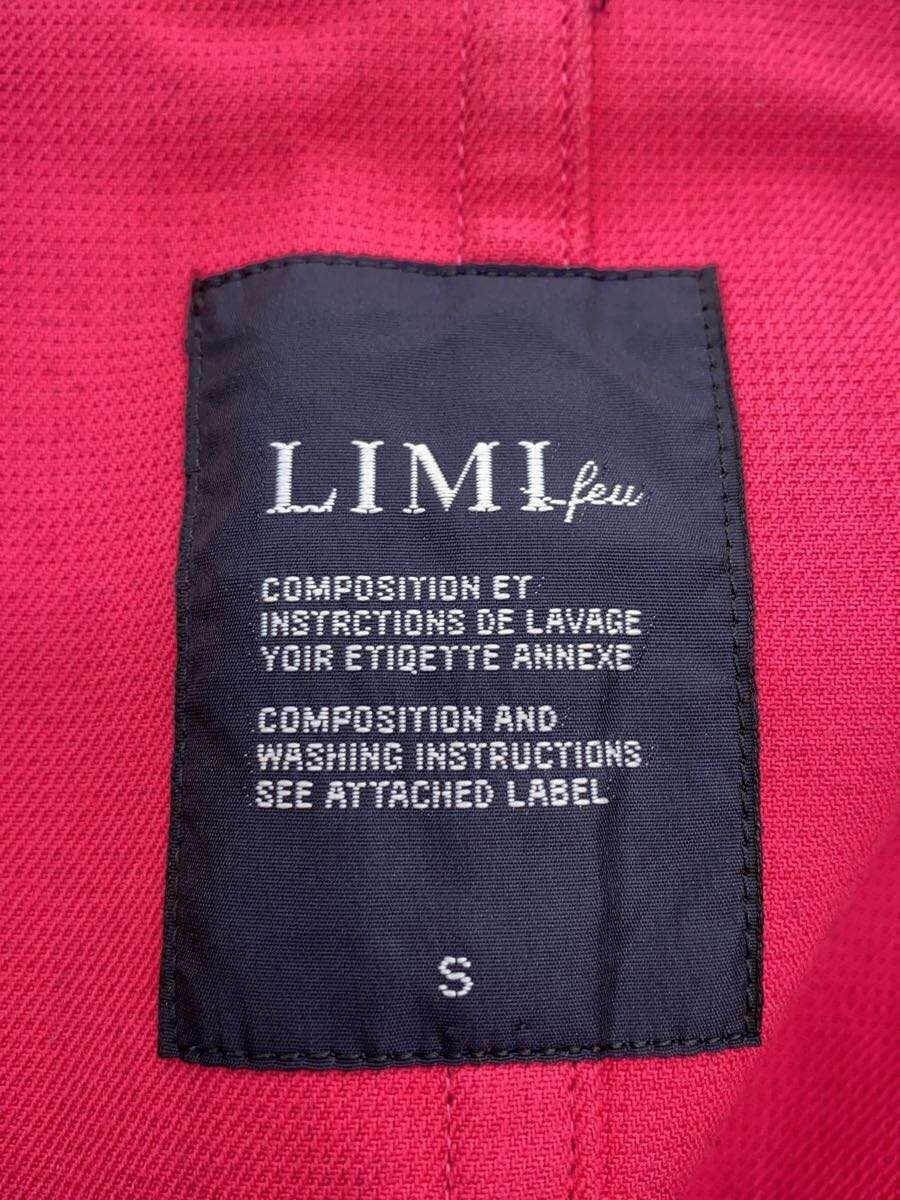 LIMI feu
COMPOSITION ET
INSTRCTIONS DE LAVAGE
YOIR ETIQETTE ANNEXE
COMPOSITION AND
WASHING INSTRUCTIONS
SEE ATTACHED LABEL
S